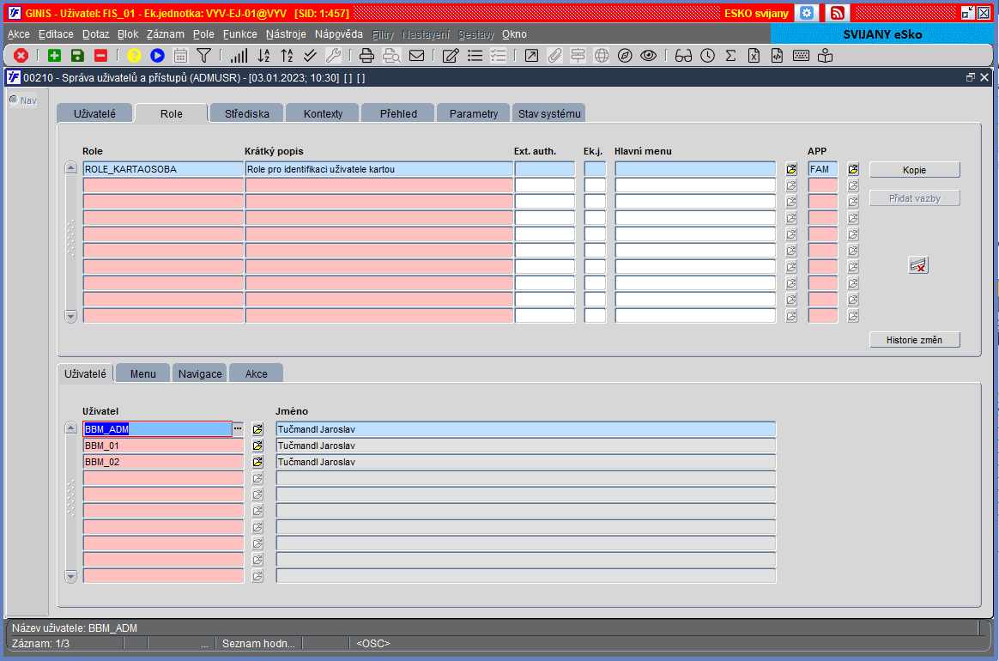 GINIS - Uživatel: FIS_01 - Ek.jednotka: VYV-EJ-01@VYV [SID: 1:457]
ESKO svijany
Akce Editace Dotaz Blok Záznam Pole Funkce Nástroje Nápověda Filtry Nastavení Sestavy Okno
SVIJANY eSko
00210 - Správa uživatelů a přístupů (ADMUSR) - [03.01.2023; 10:30] [ ] [ ]
Nav
Uživatelé Role Střediska Kontexty Přehled Parametry Stav systému
Role Krátký popis Ext. auth. Ek.j. Hlavní menu APP
ROLE_KARTAOSOBA Role pro identifikaci uživatele kartou FAM
Kopie
Přidat vazby
Historie změn
Uživatelé Menu Navigace Akce
Uživatel Jméno
BBM_ADM ... Tučmandl Jaroslav
BBM_01 Tučmandl Jaroslav
BBM_02 Tučmandl Jaroslav
Název uživatele: BBM_ADM
Záznam: 1/3 ... Seznam hodn... <OSC>